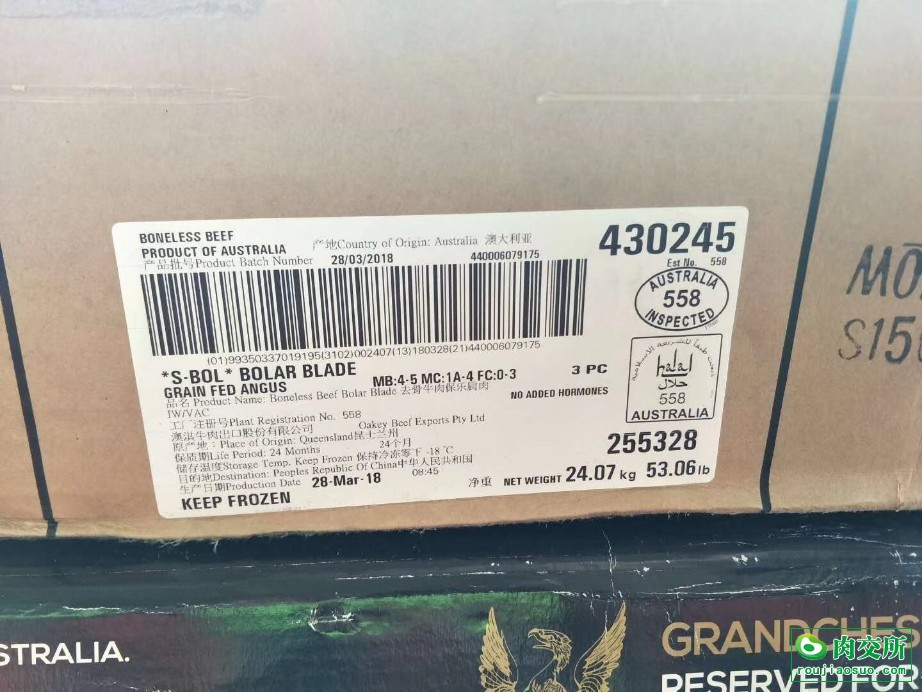 BONELESS BEEF
PRODUCT OF AUSTRALIA
产地Country of Origin: Australia 澳大利亚
430245
产品批号Product Batch Number 28/03/2018 440006079175
Est No. 558
AUSTRALIA
558
INSPECTED
(01)99350337019195(3102)002407(13)180328(21)440006079175
*S-BOL* BOLAR BLADE
GRAIN FED ANGUS
MB:4-5 MC:1A-4 FC:0-3
3 PC
品名Product Name: Boneless Beef Bolar Blade 去骨牛肉保乐肩肉
NO ADDED HORMONES
IW/VAC
halal
حلال
558
AUSTRALIA
工厂注册号Plant Registration No. 558
澳洪牛肉出口股份有限公司 Oakey Beef Exports Pty Ltd
原产地: Place of Origin: Queensland昆士兰州
保质期Life Period: 24 Months 24个月
储存温度Storage Temp. Keep Frozen 保持冷冻零下 -18℃
目的地Destination: Peoples Republic Of China中华人民共和国
生产日期Production Date 28-Mar-18 08:45
255328
净重 NET WEIGHT 24.07 kg 53.06 lb
KEEP FROZEN
MO
S15
STRALIA.
GRANDCHES
RESERVED FOR
肉交所
roujiaosuo.com